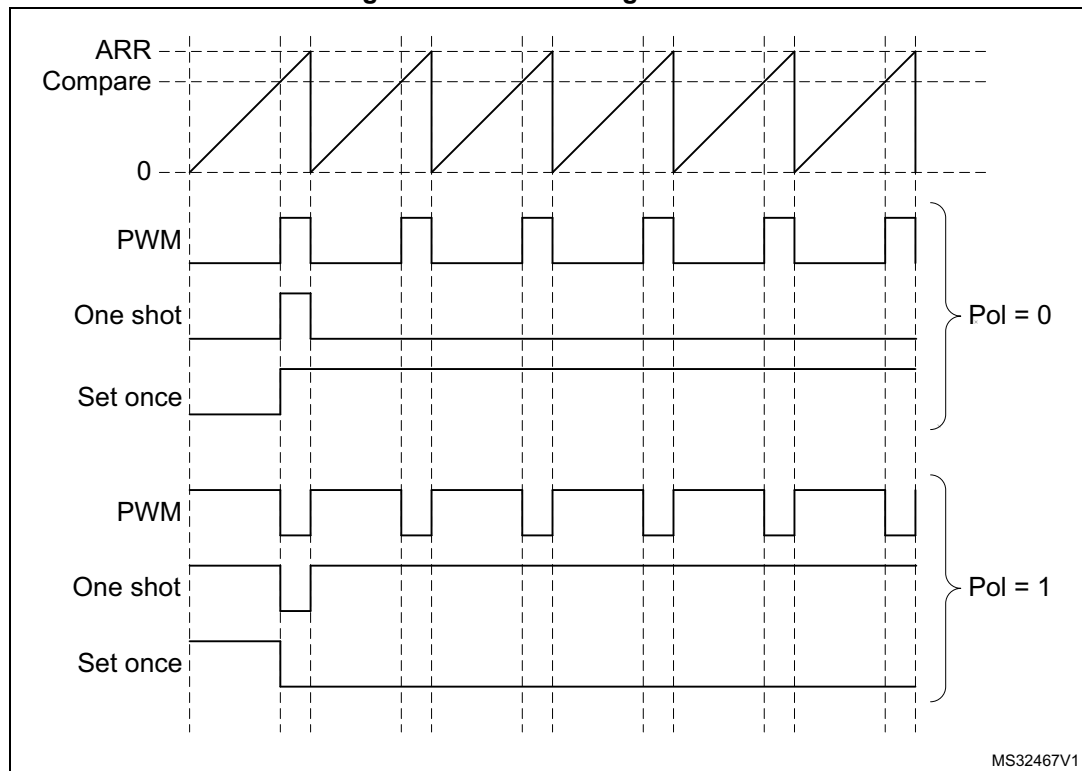 ARR
Compare
0
PWM
One shot
Set once
Pol = 0
PWM
One shot
Set once
Pol = 1
MS32467V1